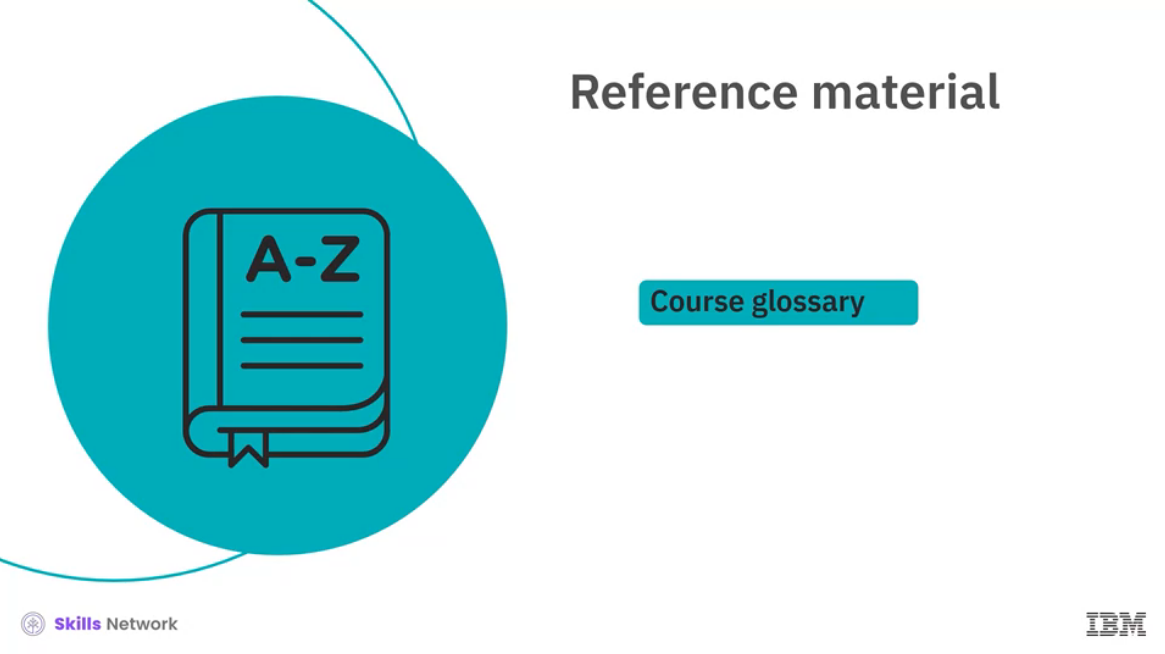 Reference material
A-Z
Course glossary
Skills Network
IBM